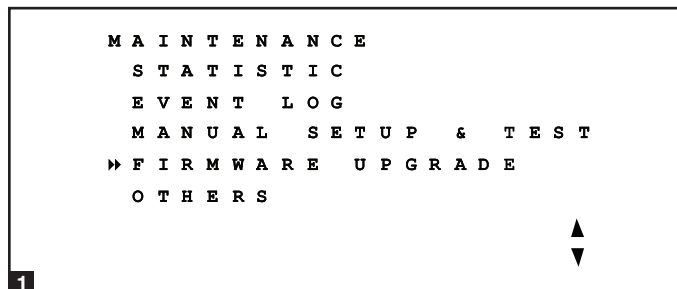 MAINTENANCE
STATISTIC
EVENT LOG
MANUAL SETUP & TEST
FIRMWARE UPGRADE
OTHERS
1